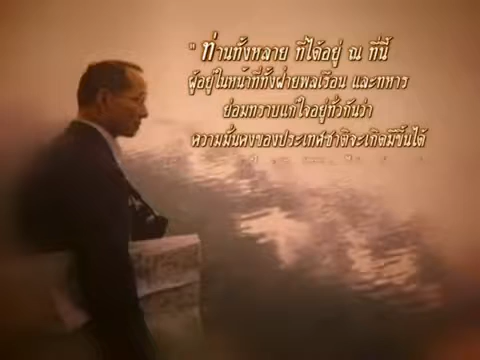 " ท่านทั้งหลาย ที่ได้อยู่ ณ ที่นี้
ผู้อยู่ในหน้าที่ทั้งฝ่ายพลเรือน และทหาร
ย่อมทราบแก่ใจอยู่ทั่วกันว่า
ความมั่นคงของประเทศชาติจะเกิดมีขึ้นได้